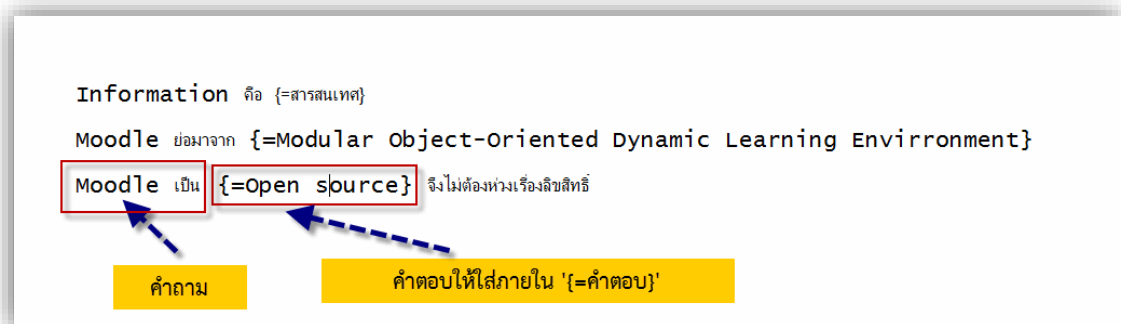 Information คือ {=สารสนเทศ}
Moodle ย่อมาจาก {=Modular Object-Oriented Dynamic Learning Envirronment}
Moodle เป็น {=Open source} จึงไม่ต้องห่วงเรื่องลิขสิทธิ์
คำถาม
คำตอบให้ใส่ภายใน '{=คำตอบ}'